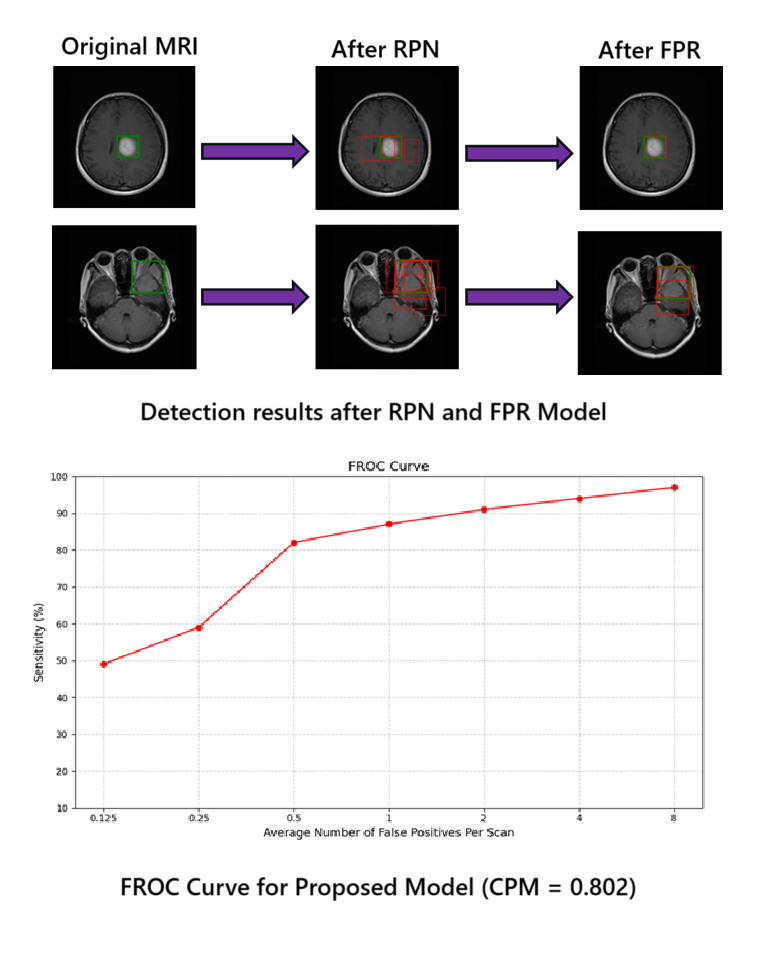 Original MRI
After RPN
After FPR
Detection results after RPN and FPR Model
FROC Curve
100
90
80
70
60
50
40
30
20
10
Sensitivity (%)
0.125
0.25
0.5
1
2
4
8
Average Number of False Positives Per Scan
FROC Curve for Proposed Model (CPM = 0.802)